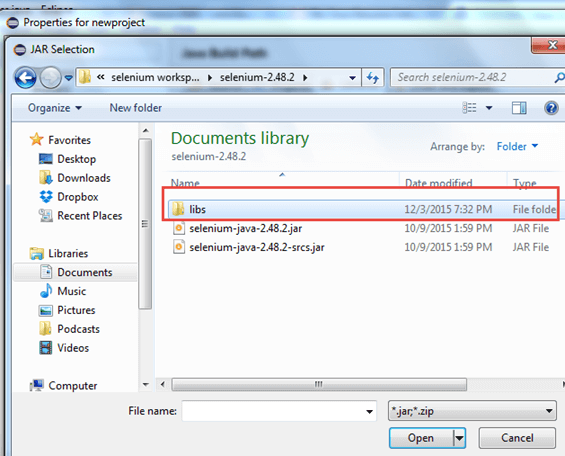 Properties for newproject
JAR Selection
« selenium worksp... ▸ selenium-2.48.2 ▸ Search selenium-2.48.2
Organize New folder
Favorites
Desktop
Downloads
Dropbox
Recent Places
Libraries
Documents
Music
Pictures
Podcasts
Videos
Computer
Documents library
selenium-2.48.2
Arrange by: Folder
Name Date modified Type
libs 12/3/2015 7:32 PM File folde
selenium-java-2.48.2.jar 10/9/2015 1:59 PM JAR File
selenium-java-2.48.2-srcs.jar 10/9/2015 1:59 PM JAR File
File name: *.jar;*.zip
Open Cancel